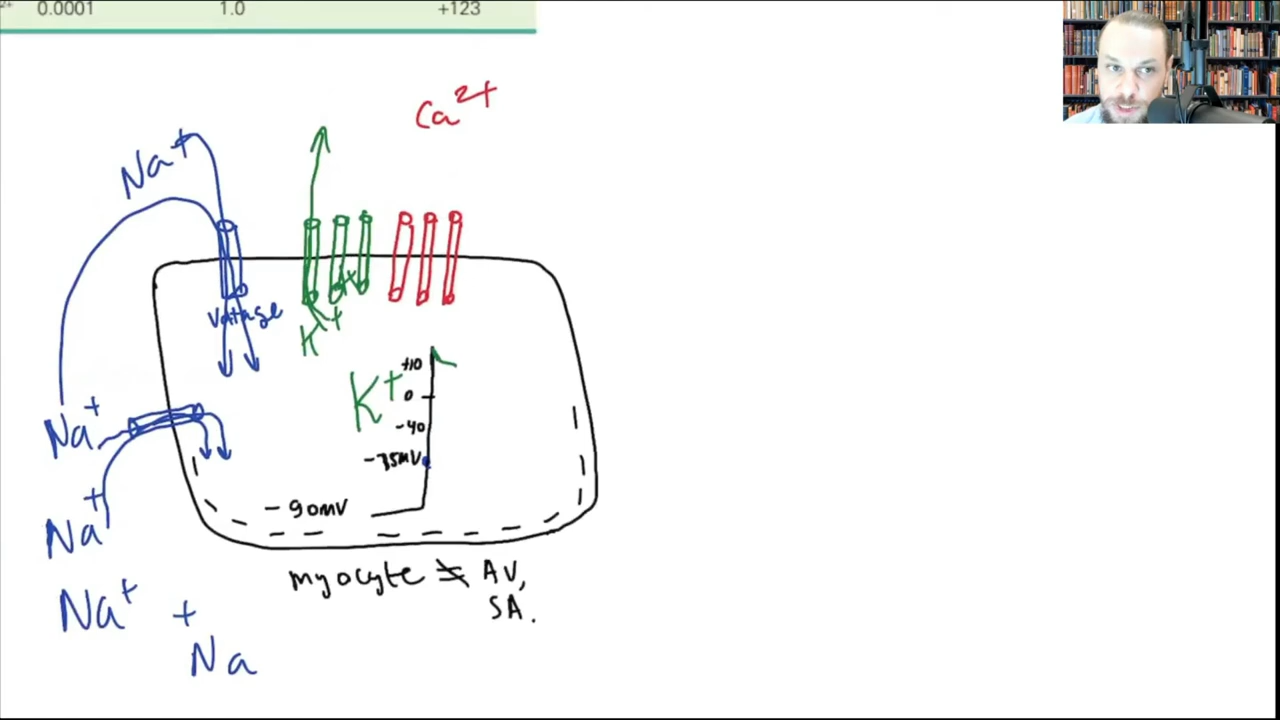 2+ 0.0001 1.0 +123
Ca2+
Na+
voltage
K+
+10
K+ 0
Na+ -40
-75mV
-90mV
Na+
myocyte ≠ AV,
Na+ + SA.
Na